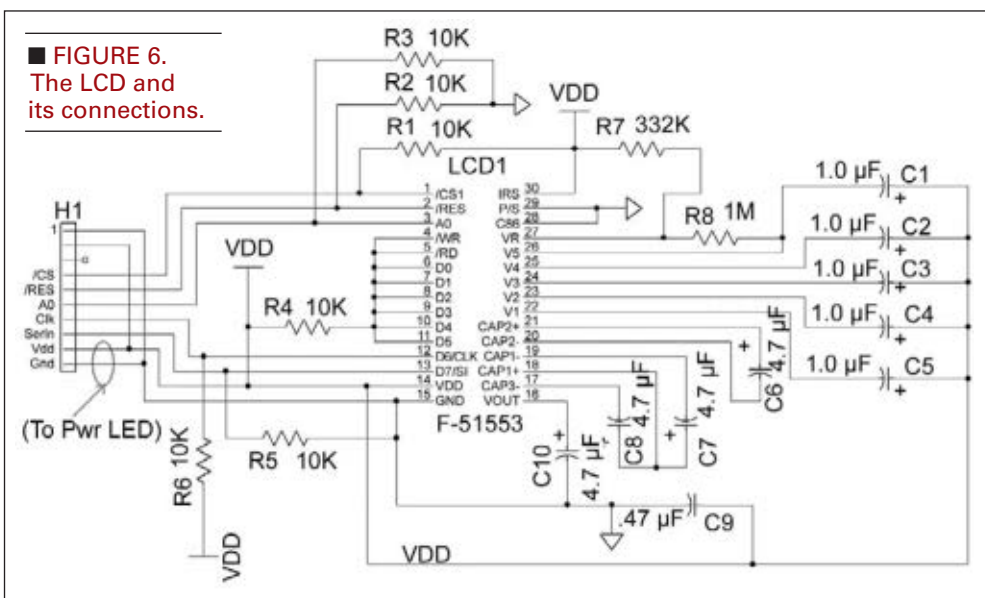 ■ FIGURE 6.
The LCD and
its connections.
R3 10K
R2 10K
R1 10K
VDD
R7 332K
LCD1
1 /CS1
2 /RES
3 A0
4 /WR
5 /RD
6 D0
7 D1
8 D2
9 D3
10 D4
11 D5
12 D6/CLK
13 D7/SI
14 VDD
15 GND
IRS 30
P/S 29
C86 28
VR 27
V5 26
V4 25
V3 24
V2 23
V1 22
CAP2+ 21
CAP2- 20
CAP1- 19
CAP1+ 18
CAP3- 17
VOUT 16
F-51553
H1
1
/CS
/RES
A0
Clk
SerIn
Vdd
Gnd
(To Pwr LED)
VDD
R4 10K
R5 10K
R6 10K
VDD
R8 1M
1.0 µF C1
+
1.0 µF C2
+
1.0 µF C3
+
1.0 µF C4
+
1.0 µF C5
+
+
C6 4.7 µF
C8 4.7 µF
+
C7 4.7 µF
+
C10 4.7 µF
+
.47 µF C9
VDD